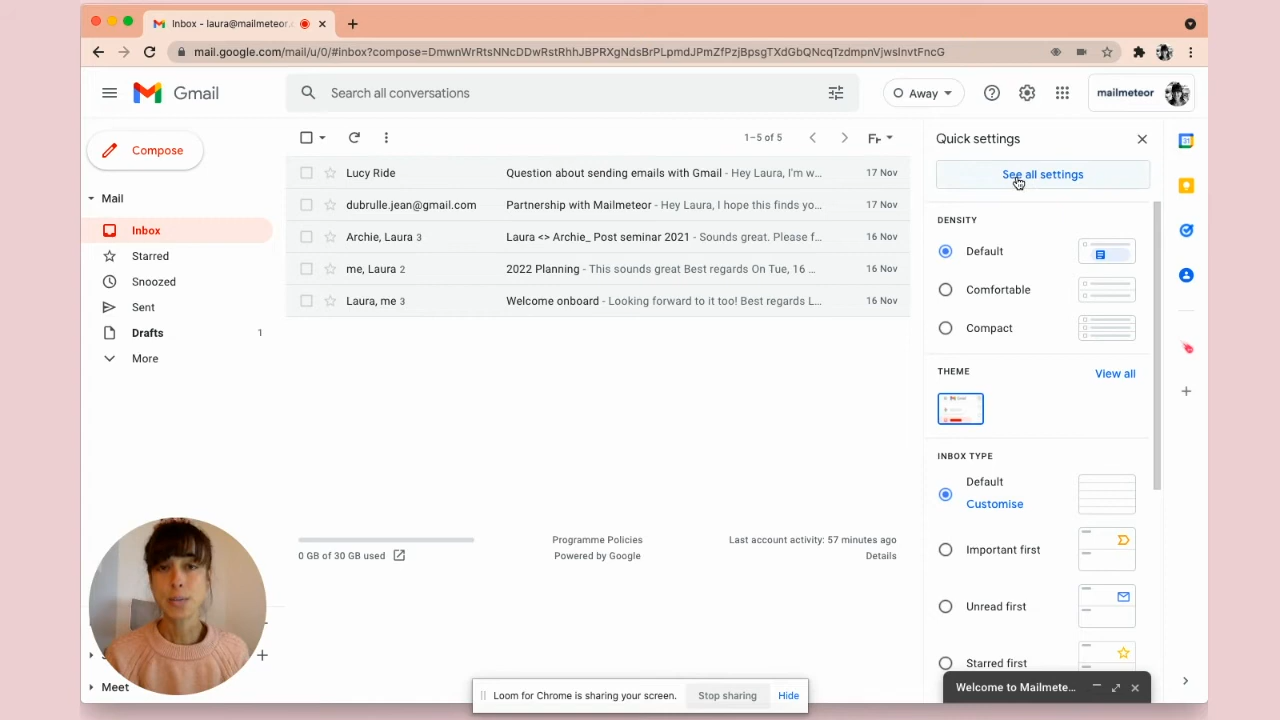 Inbox - laura@mailmeteor.
mail.google.com/mail/u/0/#inbox?compose=DmwnWrRtsNNcDDwRstRhhJBPRXgNdsBrPLpmdJPmZfPzjBpsgTXdGbQNcqTzdmpnVjwsInvtFncG
Gmail
Search all conversations
Away
mailmeteor
Compose
1–5 of 5
Quick settings
See all settings
Mail
Inbox
Starred
Snoozed
Sent
Drafts 1
More
Lucy Ride Question about sending emails with Gmail - Hey Laura, I'm w... 17 Nov
dubrulle.jean@gmail.com Partnership with Mailmeteor - Hey Laura, I hope this finds yo... 17 Nov
Archie, Laura 3 Laura <> Archie_ Post seminar 2021 - Sounds great. Please f... 16 Nov
me, Laura 2 2022 Planning - This sounds great Best regards On Tue, 16 ... 16 Nov
Laura, me 3 Welcome onboard - Looking forward to it too! Best regards L... 16 Nov
DENSITY
Default
Comfortable
Compact
THEME View all
INBOX TYPE
Default
Customise
Important first
Unread first
Starred first
0 GB of 30 GB used
Programme Policies
Powered by Google
Last account activity: 57 minutes ago
Details
Meet
Welcome to Mailmete...
Loom for Chrome is sharing your screen. Stop sharing Hide